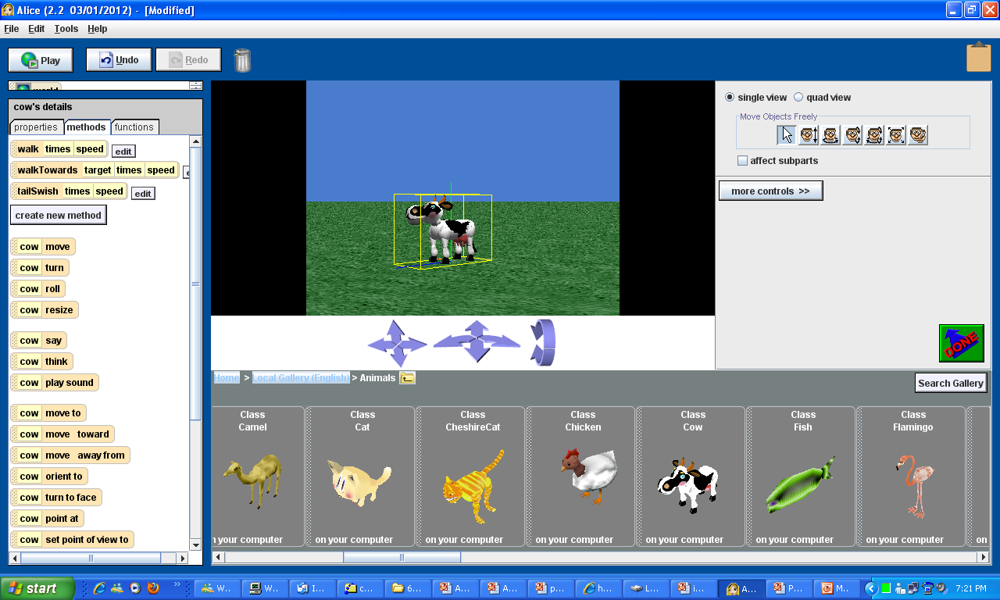 Alice (2.2 03/01/2012) - [Modified]
File Edit Tools Help
Play Undo Redo
cow's details
properties methods functions
walk times speed edit
walkTowards target times speed
tailSwish times speed edit
create new method
cow move
cow turn
cow roll
cow resize
cow say
cow think
cow play sound
cow move to
cow move toward
cow move away from
cow orient to
cow turn to face
cow point at
cow set point of view to
single view quad view
Move Objects Freely
affect subparts
more controls >>
DONE
Home > Local Gallery (English) > Animals
Search Gallery
Class
Camel
on your computer
Class
Cat
on your computer
Class
CheshireCat
on your computer
Class
Chicken
on your computer
Class
Cow
on your computer
Class
Fish
on your computer
Class
Flamingo
on your computer
on
start W... W... I... c... 6... A... A... p... h... L... i... A... P... M... 7:21 PM